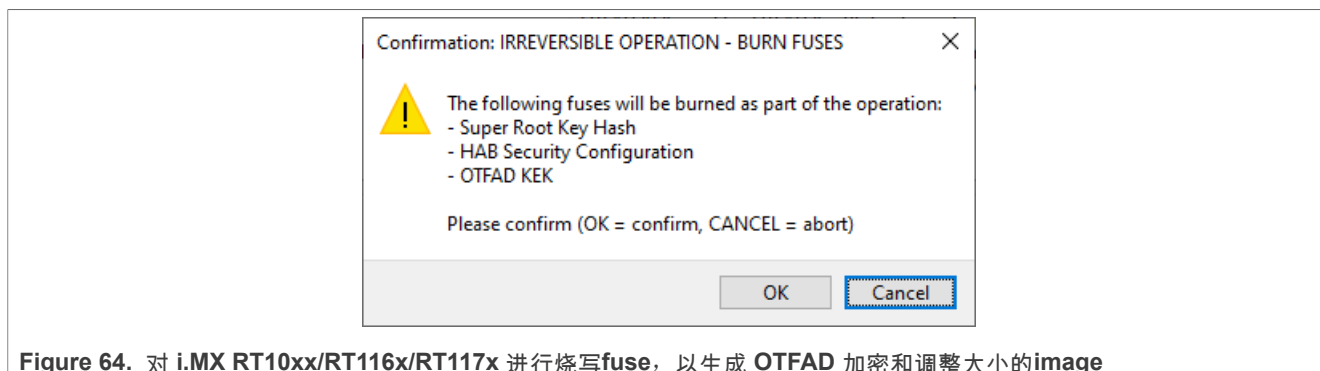 Confirmation: IRREVERSIBLE OPERATION - BURN FUSES
The following fuses will be burned as part of the operation:
- Super Root Key Hash
- HAB Security Configuration
- OTFAD KEK
Please confirm (OK = confirm, CANCEL = abort)
OK Cancel
Figure 64. 对 i.MX RT10xx/RT116x/RT117x 进行烧写fuse，以生成 OTFAD 加密和调整大小的image